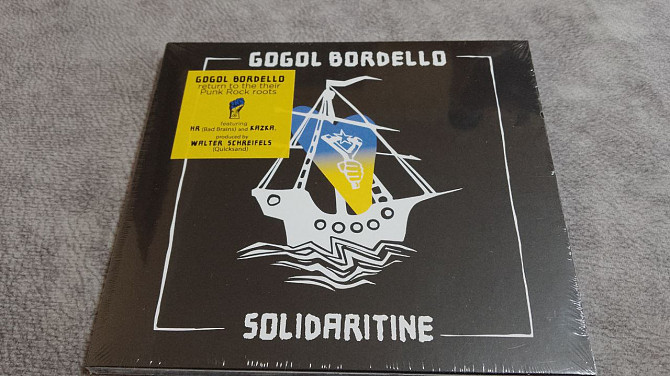 GOGOL BORDELLO
GOGOL BORDELLO
return to the their
Punk Rock roots
featuring
HR (Bad Brains) and KAZKA.
produced by
WALTER SCHREIFELS
(Quicksand)
SOLIDARITINE